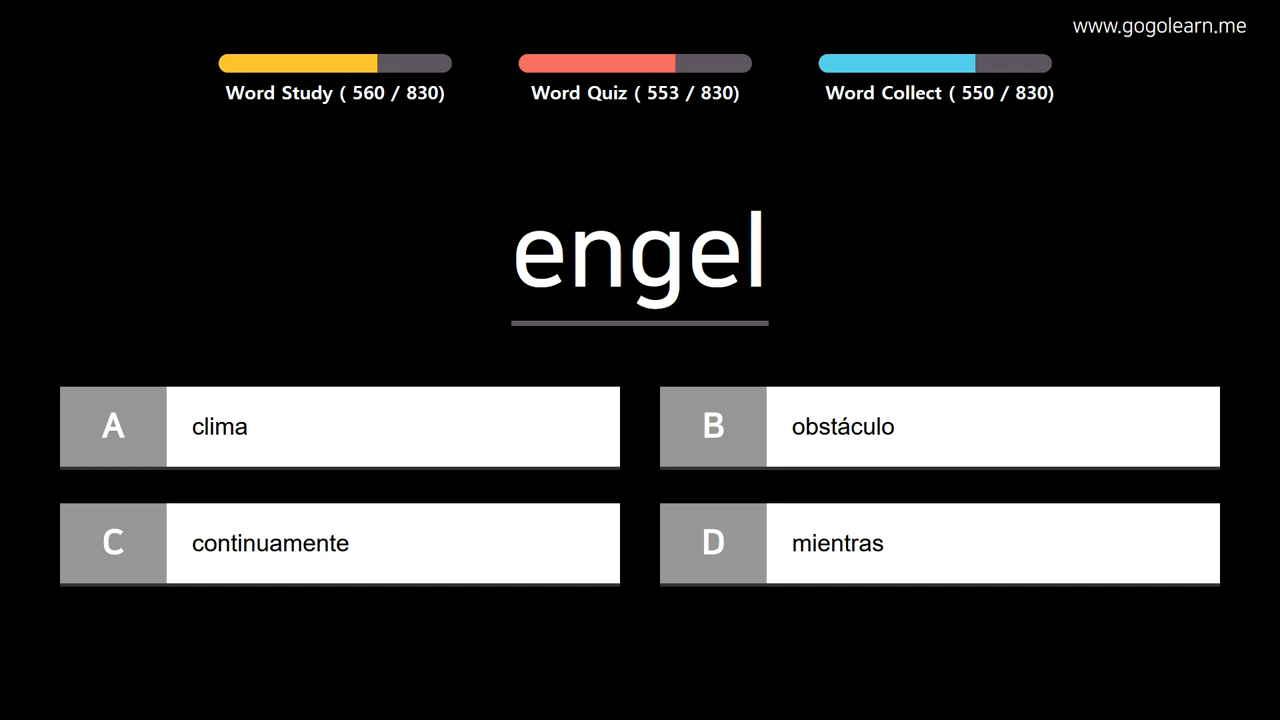 www.gogolearn.me
Word Study ( 560 / 830)
Word Quiz ( 553 / 830)
Word Collect ( 550 / 830)
engel
A
clima
B
obstáculo
C
continuamente
D
mientras